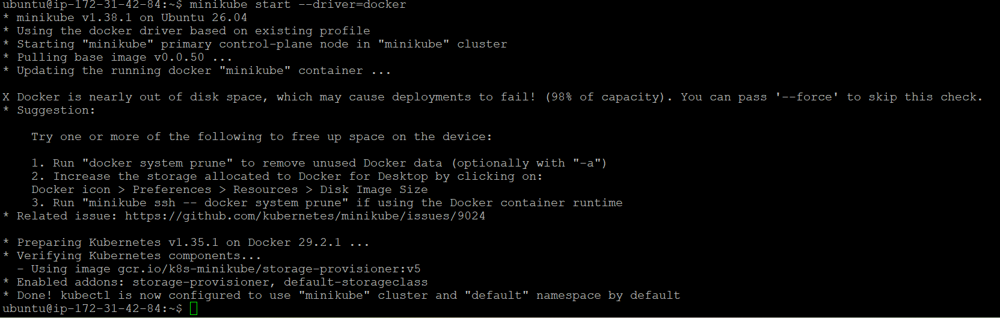 ubuntu@ip-172-31-42-84:~$ minikube start --driver=docker
* minikube v1.38.1 on Ubuntu 26.04
* Using the docker driver based on existing profile
* Starting "minikube" primary control-plane node in "minikube" cluster
* Pulling base image v0.0.50 ...
* Updating the running docker "minikube" container ...

X Docker is nearly out of disk space, which may cause deployments to fail! (98% of capacity). You can pass '--force' to skip this check.
* Suggestion:

    Try one or more of the following to free up space on the device:

    1. Run "docker system prune" to remove unused Docker data (optionally with "-a")
    2. Increase the storage allocated to Docker for Desktop by clicking on:
    Docker icon > Preferences > Resources > Disk Image Size
    3. Run "minikube ssh -- docker system prune" if using the Docker container runtime
* Related issue: https://github.com/kubernetes/minikube/issues/9024

* Preparing Kubernetes v1.35.1 on Docker 29.2.1 ...
* Verifying Kubernetes components...
  - Using image gcr.io/k8s-minikube/storage-provisioner:v5
* Enabled addons: storage-provisioner, default-storageclass
* Done! kubectl is now configured to use "minikube" cluster and "default" namespace by default
ubuntu@ip-172-31-42-84:~$